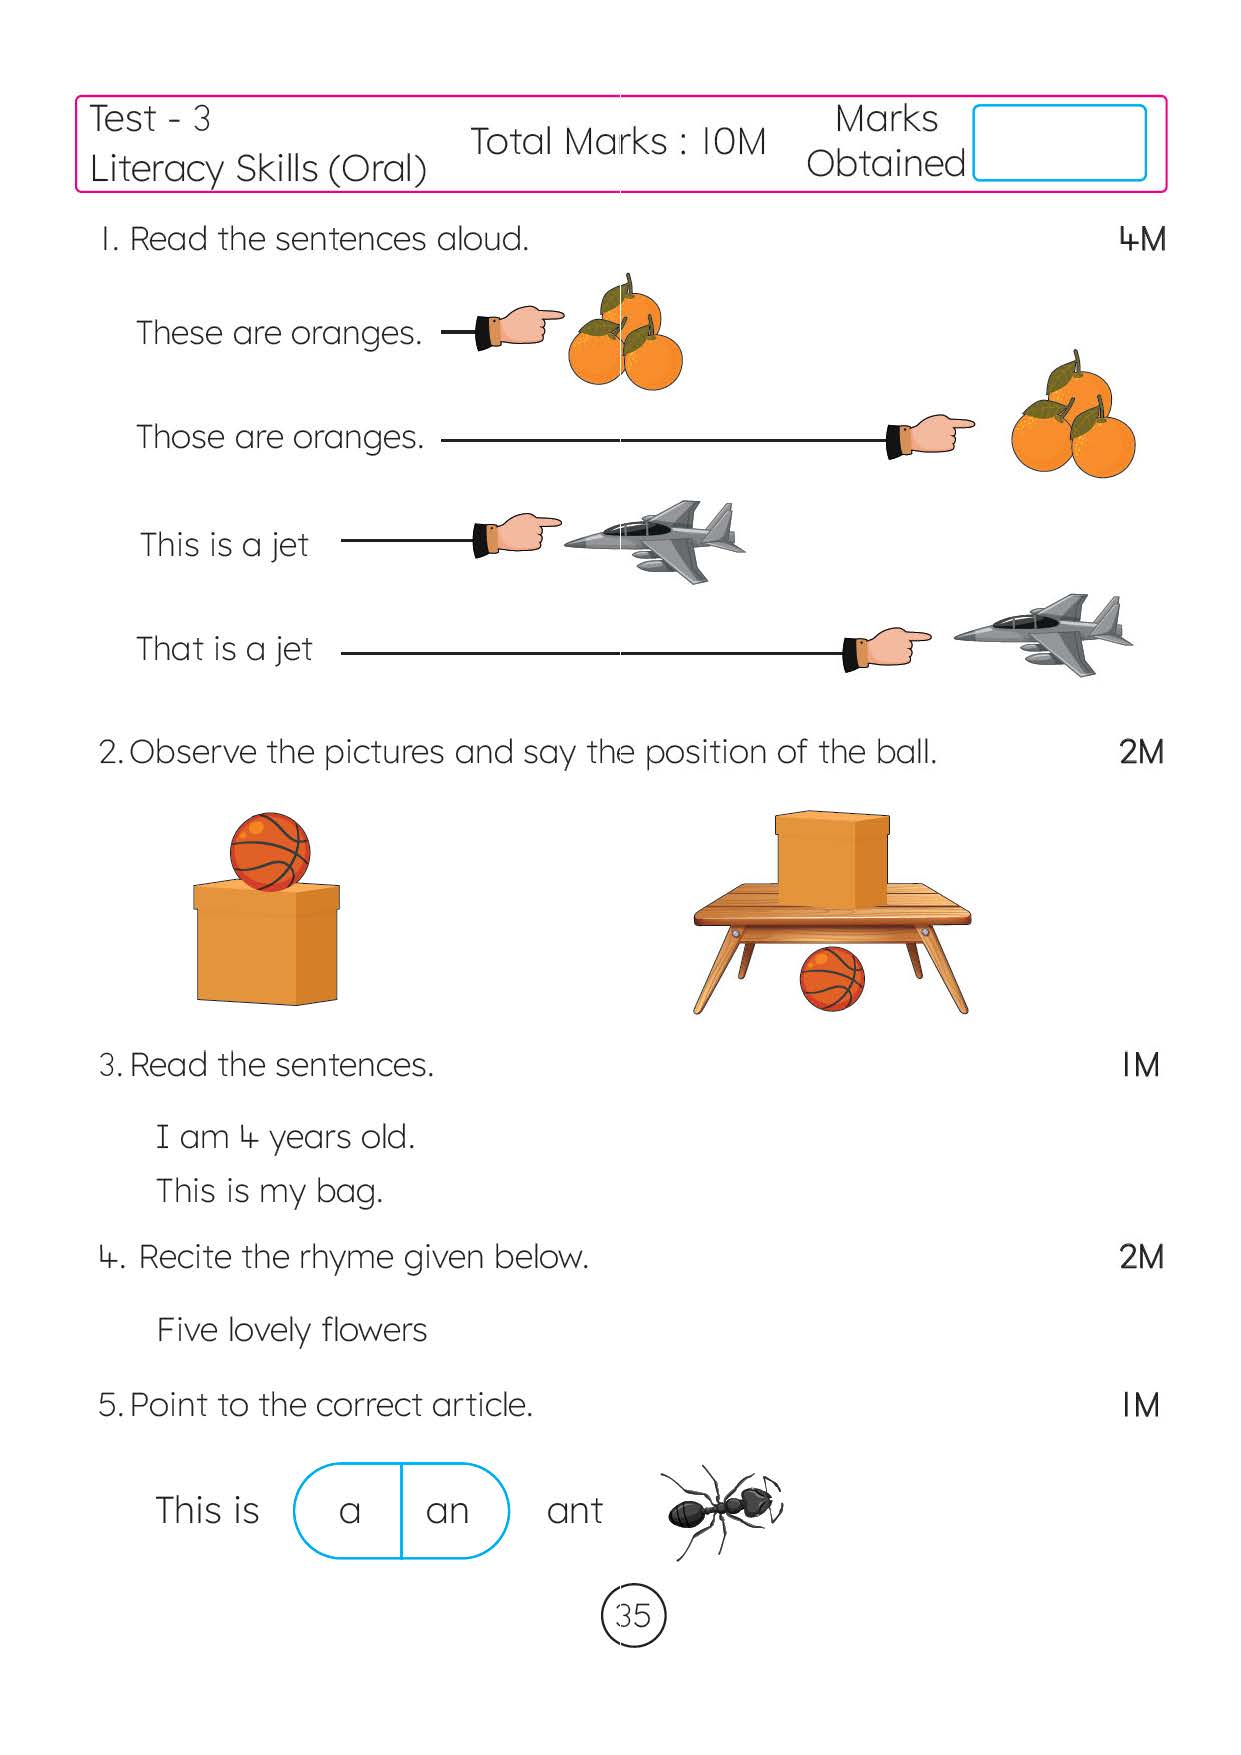 Test - 3
Literacy Skills (Oral)
Total Marks : 10M
Marks
Obtained
1. Read the sentences aloud. 4M
These are oranges.
Those are oranges.
This is a jet
That is a jet
2. Observe the pictures and say the position of the ball. 2M
3. Read the sentences. 1M
I am 4 years old.
This is my bag.
4. Recite the rhyme given below. 2M
Five lovely flowers
5. Point to the correct article. 1M
This is a an ant
35